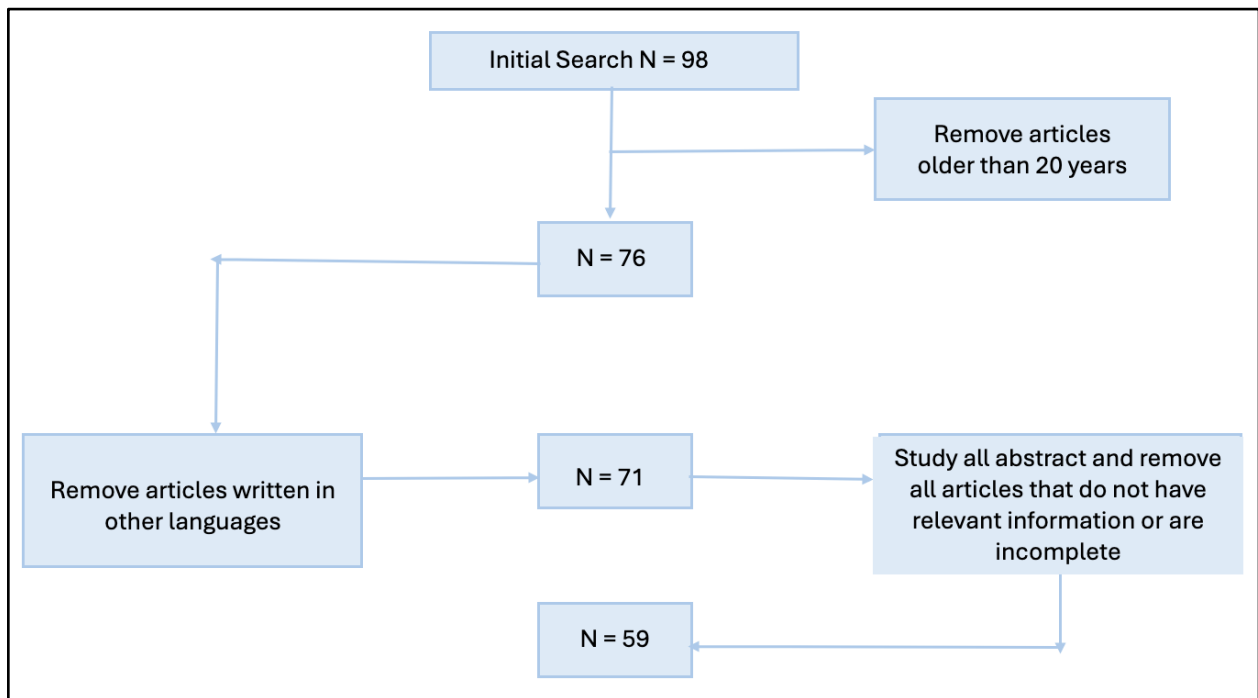 Initial Search N = 98
Remove articles
older than 20 years
N = 76
Remove articles written in
other languages
N = 71
Study all abstract and remove
all articles that do not have
relevant information or are
incomplete
N = 59